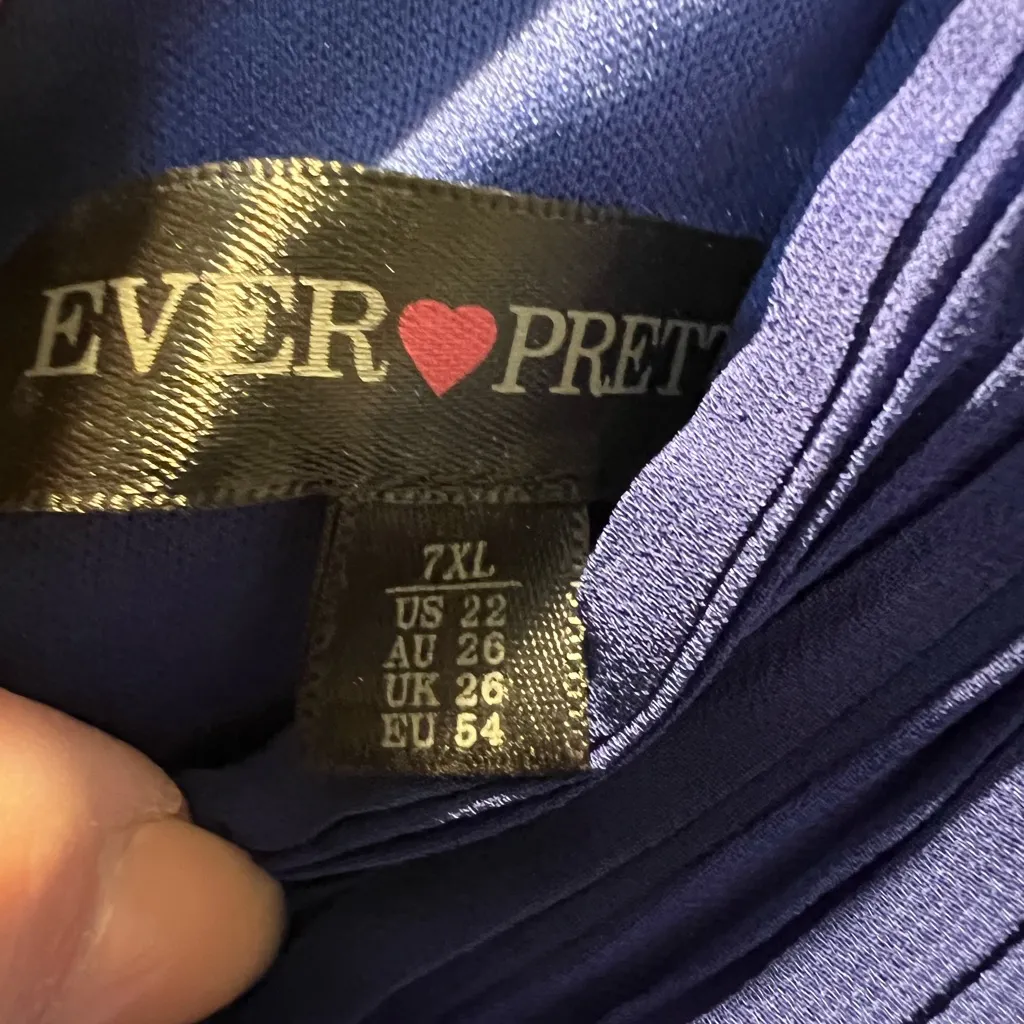 EVER♥PRETT
7XL
US 22
AU 26
UK 26
EU 54